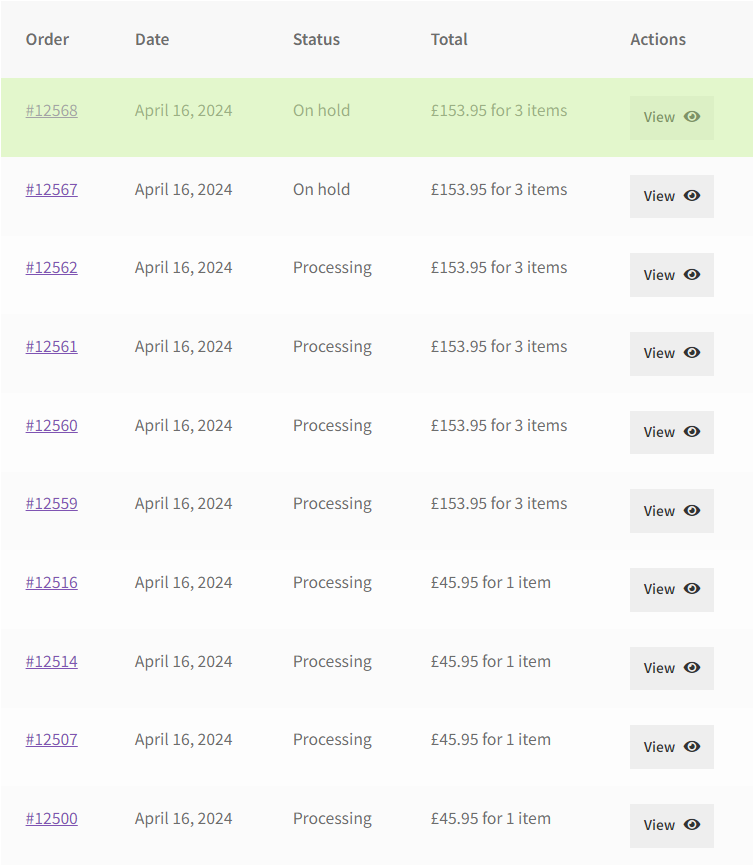 Order Date Status Total Actions
#12568 April 16, 2024 On hold £153.95 for 3 items View
#12567 April 16, 2024 On hold £153.95 for 3 items View
#12562 April 16, 2024 Processing £153.95 for 3 items View
#12561 April 16, 2024 Processing £153.95 for 3 items View
#12560 April 16, 2024 Processing £153.95 for 3 items View
#12559 April 16, 2024 Processing £153.95 for 3 items View
#12516 April 16, 2024 Processing £45.95 for 1 item View
#12514 April 16, 2024 Processing £45.95 for 1 item View
#12507 April 16, 2024 Processing £45.95 for 1 item View
#12500 April 16, 2024 Processing £45.95 for 1 item View